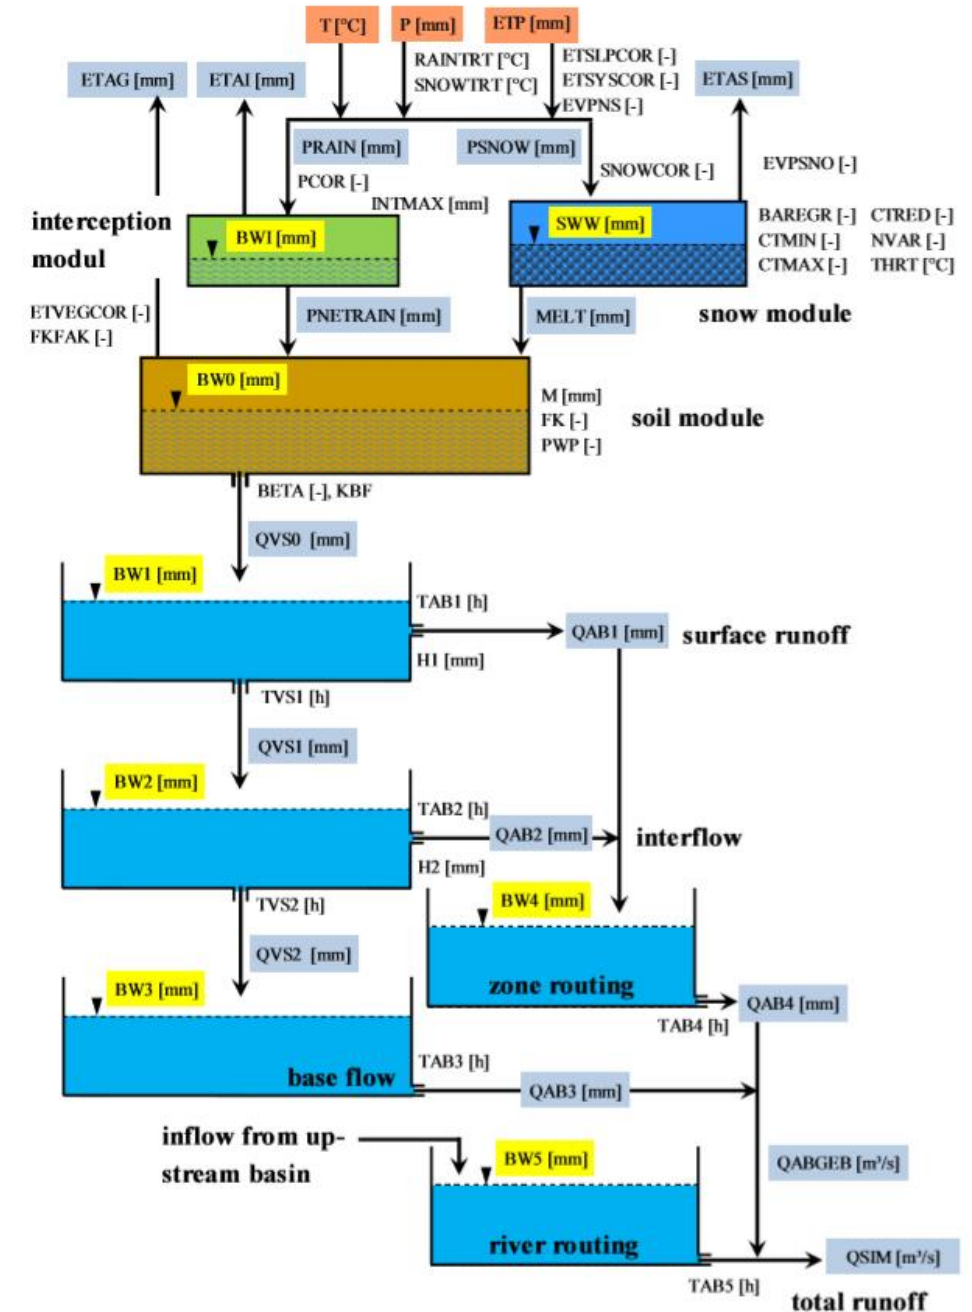 T [°C]
P [mm]
ETP [mm]
RAINTRT [°C]
SNOWTRT [°C]
ETSLPCOR [-]
ETSYSCOR [-]
EVPNS [-]
ETAG [mm]
ETAI [mm]
ETAS [mm]
PRAIN [mm]
PSNOW [mm]
EVPSNO [-]
PCOR [-]
SNOWCOR [-]
INTMAX [mm]
interception
modul
BWI [mm]
SWW [mm]
BAREGR [-] CTRED [-]
CTMIN [-] NVAR [-]
CTMAX [-] THRT [°C]
ETVEGCOR [-]
FKFAK [-]
PNETRAIN [mm]
MELT [mm]
snow module
BW0 [mm]
M [mm]
FK [-]
PWP [-]
soil module
BETA [-], KBF
QVS0 [mm]
BW1 [mm]
TAB1 [h]
QAB1 [mm]
surface runoff
H1 [mm]
TVS1 [h]
QVS1 [mm]
BW2 [mm]
TAB2 [h]
QAB2 [mm]
interflow
H2 [mm]
TVS2 [h]
BW4 [mm]
QVS2 [mm]
zone routing
BW3 [mm]
QAB4 [mm]
TAB4 [h]
TAB3 [h]
base flow
QAB3 [mm]
inflow from up-
stream basin
BW5 [mm]
QABGEB [m³/s]
river routing
QSIM [m³/s]
TAB5 [h]
total runoff